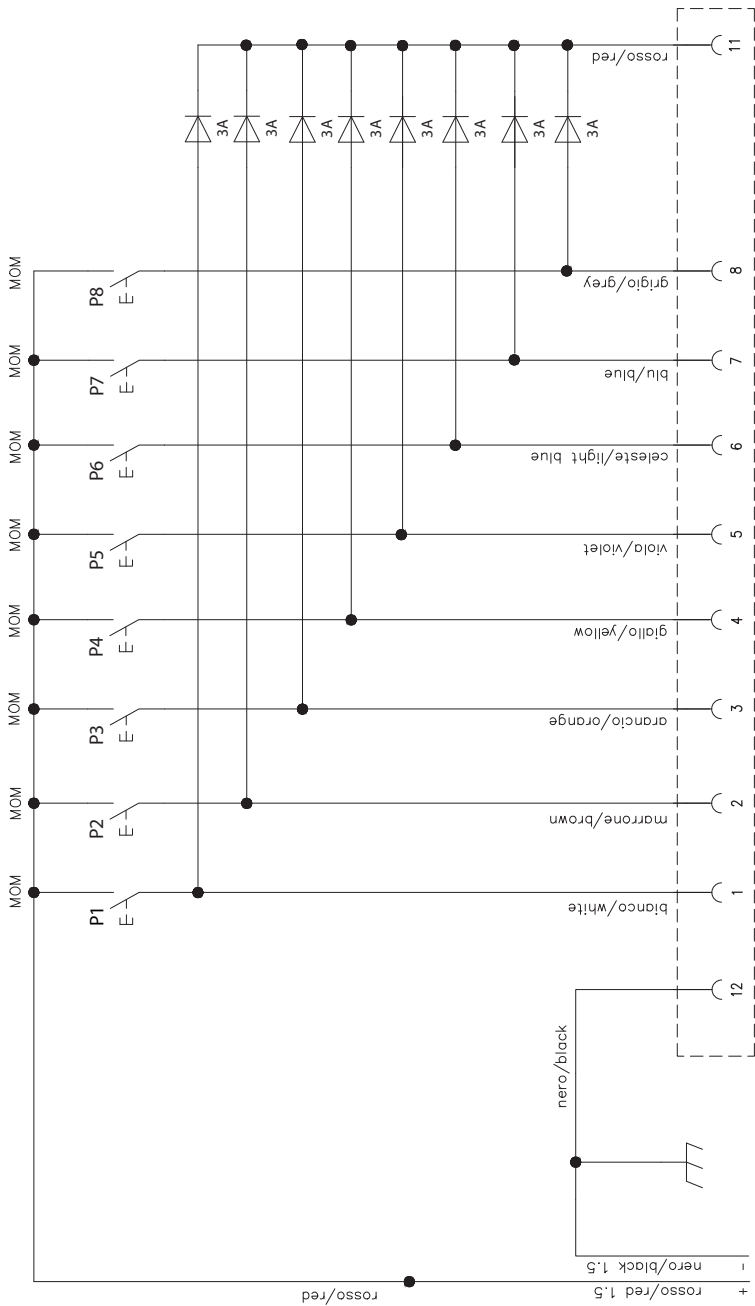 MOM
MOM
MOM
MOM
MOM
MOM
MOM
MOM
P1
P2
P3
P4
P5
P6
P7
P8
3A
3A
3A
3A
3A
3A
3A
3A
rosso/red
nero/black
bianco/white
marrone/brown
arancio/orange
giallo/yellow
viola/violet
celeste/light blue
blu/blue
grigio/grey
rosso/red
+ rosso/red 1.5
- nero/black 1.5
12
1
2
3
4
5
6
7
8
11